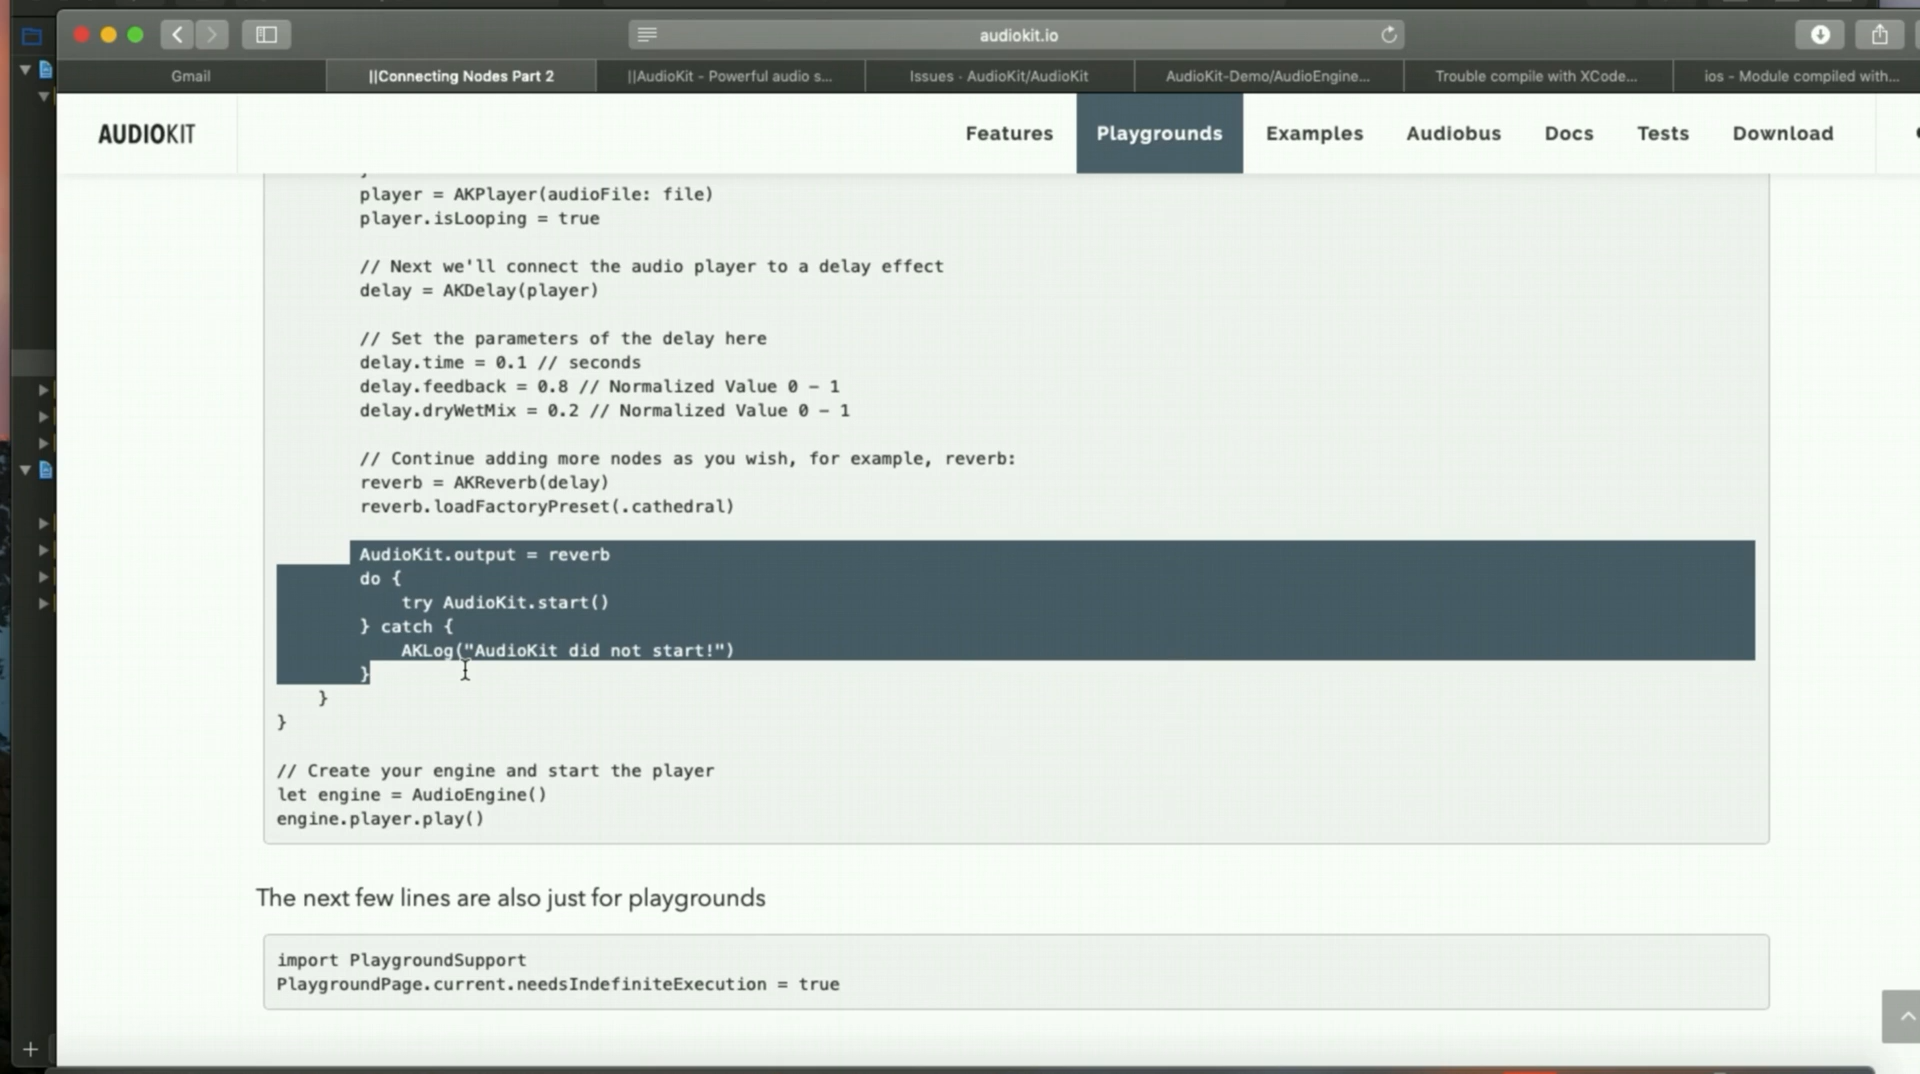 audiokit.io
Gmail
||Connecting Nodes Part 2
||AudioKit - Powerful audio s...
Issues · AudioKit/AudioKit
AudioKit-Demo/AudioEngine...
Trouble compile with XCode...
ios - Module compiled with...
AUDIOKIT
Features
Playgrounds
Examples
Audiobus
Docs
Tests
Download
}
player = AKPlayer(audioFile: file)
player.isLooping = true
// Next we'll connect the audio player to a delay effect
delay = AKDelay(player)
// Set the parameters of the delay here
delay.time = 0.1 // seconds
delay.feedback = 0.8 // Normalized Value 0 - 1
delay.dryWetMix = 0.2 // Normalized Value 0 - 1
// Continue adding more nodes as you wish, for example, reverb:
reverb = AKReverb(delay)
reverb.loadFactoryPreset(.cathedral)
AudioKit.output = reverb
do {
try AudioKit.start()
} catch {
AKLog("AudioKit did not start!")
}
}
}
// Create your engine and start the player
let engine = AudioEngine()
engine.player.play()
The next few lines are also just for playgrounds
import PlaygroundSupport
PlaygroundPage.current.needsIndefiniteExecution = true